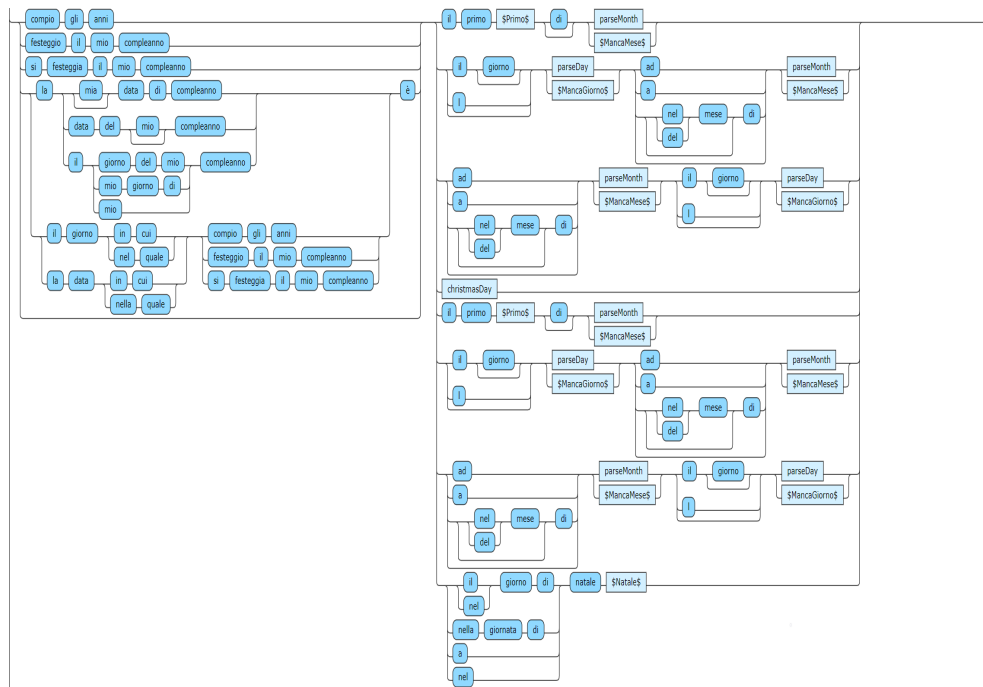 compio gli anni
festeggio il mio compleanno
si festeggia il mio compleanno
la mia data di compleanno è
data del mio compleanno
il giorno del mio compleanno
mio giorno di
mio
il giorno in cui compio gli anni
nel quale festeggio il mio compleanno
la data in cui si festeggia il mio compleanno
nella quale
il primo $Primo$ di parseMonth
$MancaMese$
il giorno parseDay ad parseMonth
l $MancaGiorno$ a $MancaMese$
nel mese di
del
ad parseMonth il giorno parseDay
a $MancaMese$ l $MancaGiorno$
nel mese di
del
christmasDay
il primo $Primo$ di parseMonth
$MancaMese$
il giorno parseDay ad parseMonth
l $MancaGiorno$ a $MancaMese$
nel mese di
del
ad parseMonth il giorno parseDay
a $MancaMese$ l $MancaGiorno$
nel mese di
del
il giorno di natale $Natale$
nel
nella giornata di
a
nel